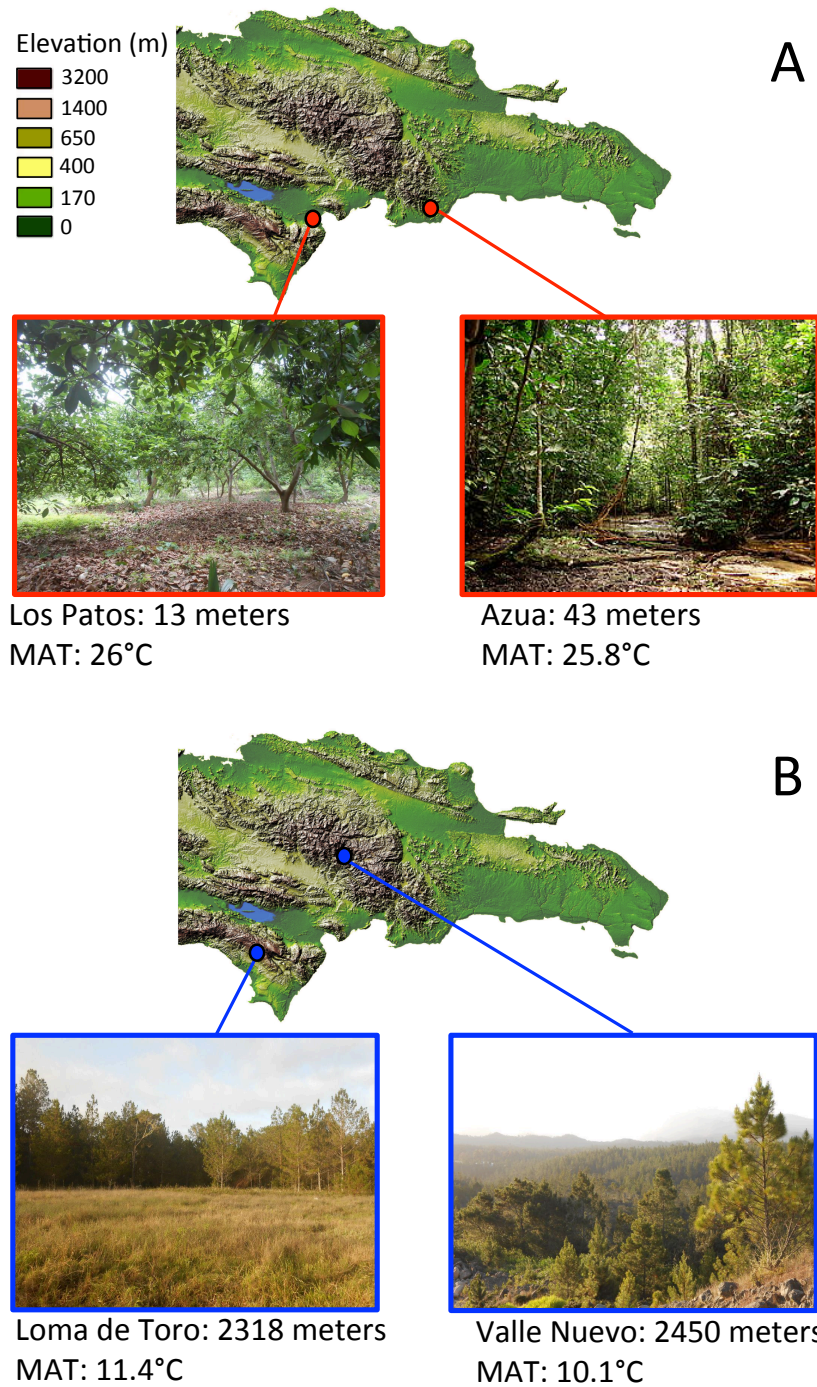 Elevation (m)
3200
1400
650
400
170
0
A
Los Patos: 13 meters
MAT: 26°C
Azua: 43 meters
MAT: 25.8°C
B
Loma de Toro: 2318 meters
MAT: 11.4°C
Valle Nuevo: 2450 meters
MAT: 10.1°C